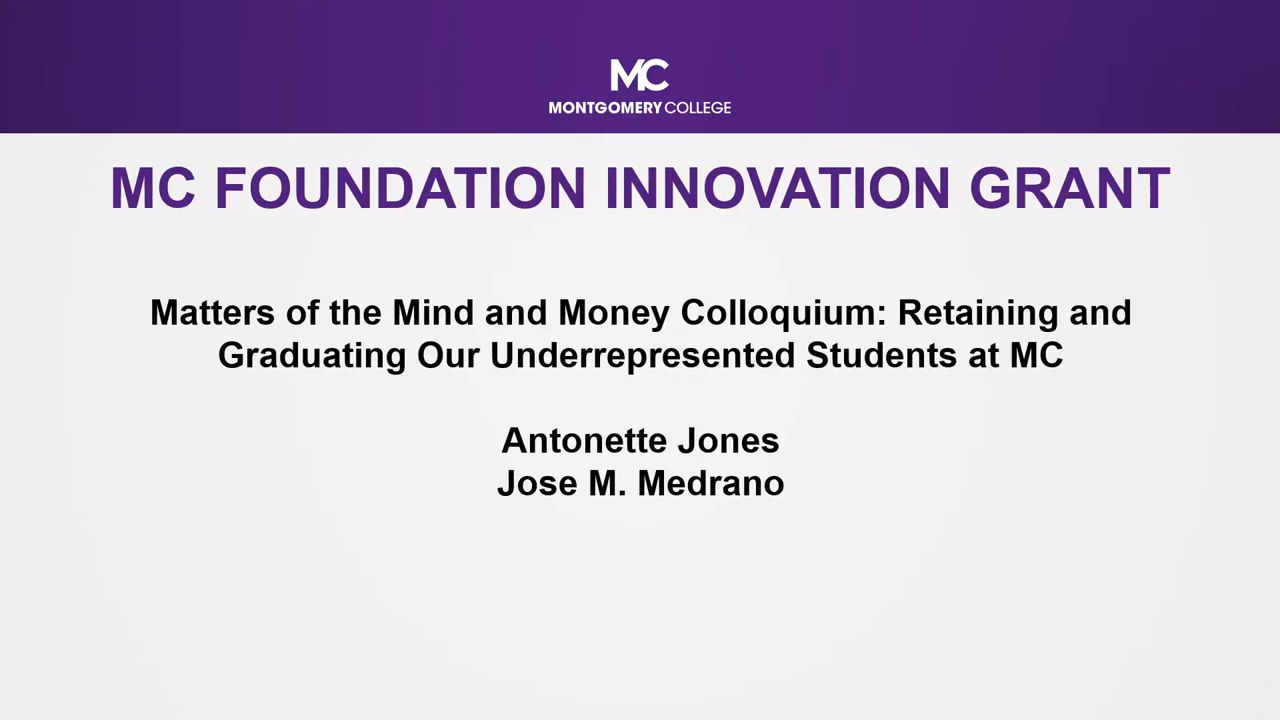 MC
MONTGOMERY COLLEGE
MC FOUNDATION INNOVATION GRANT
Matters of the Mind and Money Colloquium: Retaining and
Graduating Our Underrepresented Students at MC
Antonette Jones
Jose M. Medrano